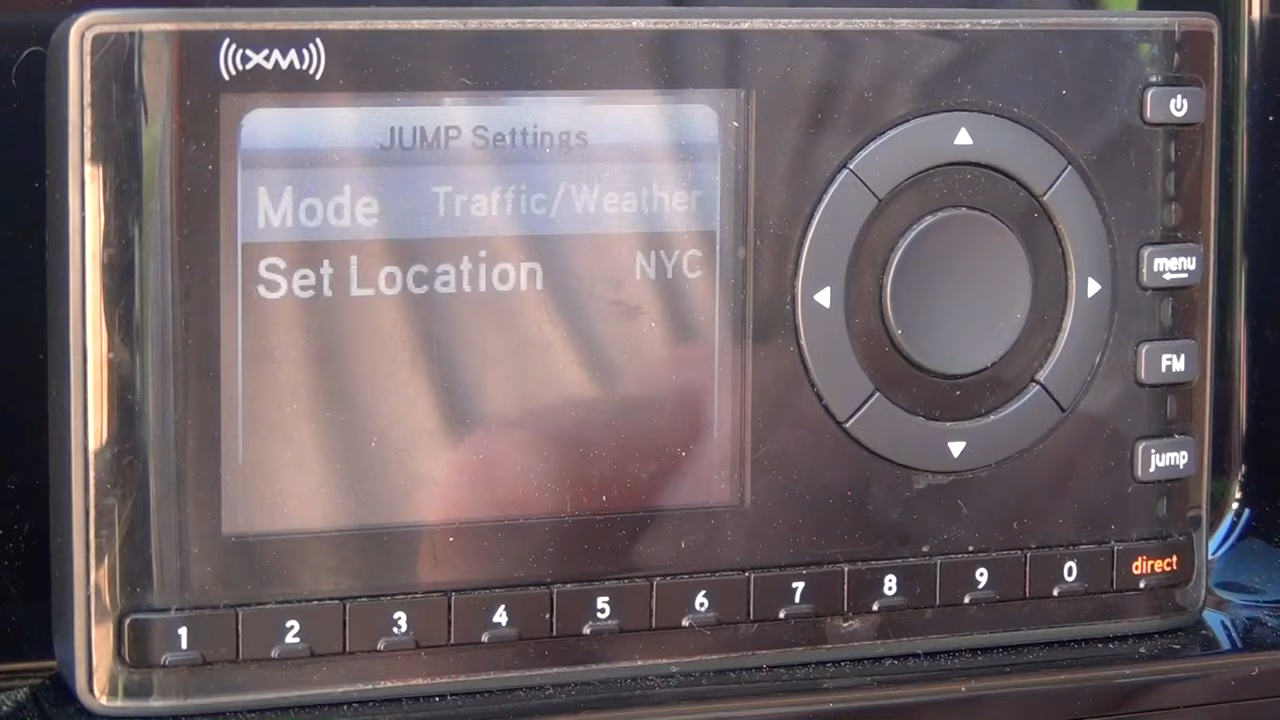 ((XM))
JUMP Settings
Mode Traffic/Weather
Set Location NYC
menu
FM
jump
1 2 3 4 5 6 7 8 9 0 direct